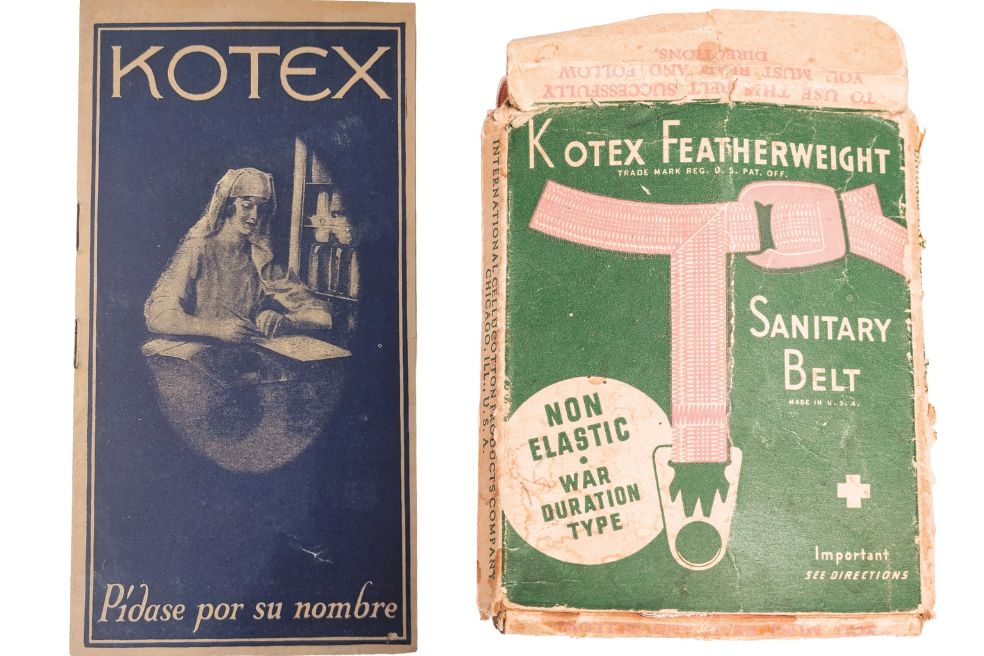 KOTEX
Pídase por su nombre
TO USE THIS BELT SUCCESSFULLY
YOU MUST READ AND FOLLOW
DIRECTIONS.
KOTEX FEATHERWEIGHT
TRADE MARK REG. U. S. PAT. OFF.
SANITARY
BELT
MADE IN U. S. A.
NON
ELASTIC
•
WAR
DURATION
TYPE
Important
SEE DIRECTIONS
INTERNATIONAL CELLUCOTTON PRODUCTS COMPANY
CHICAGO, ILL., U. S. A.